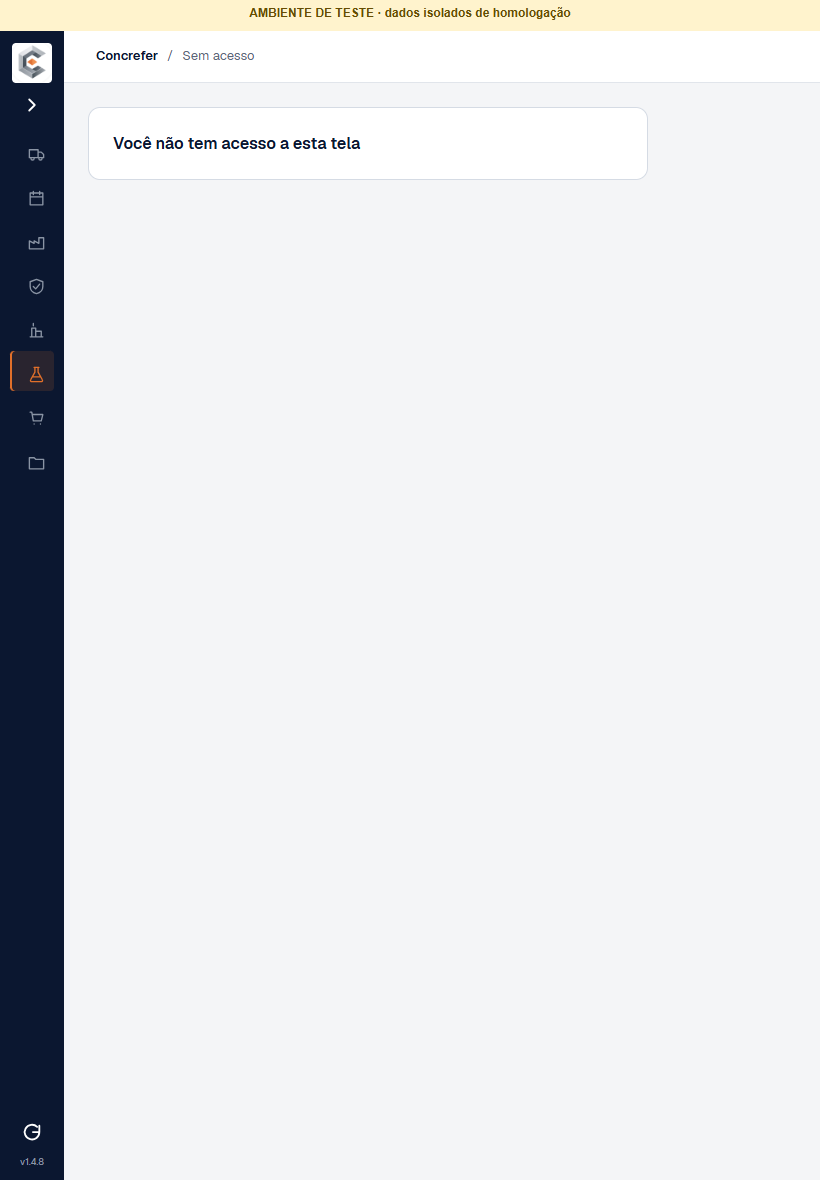 AMBIENTE DE TESTE · dados isolados de homologação
Concrefer / Sem acesso
Você não tem acesso a esta tela
v1.4.8